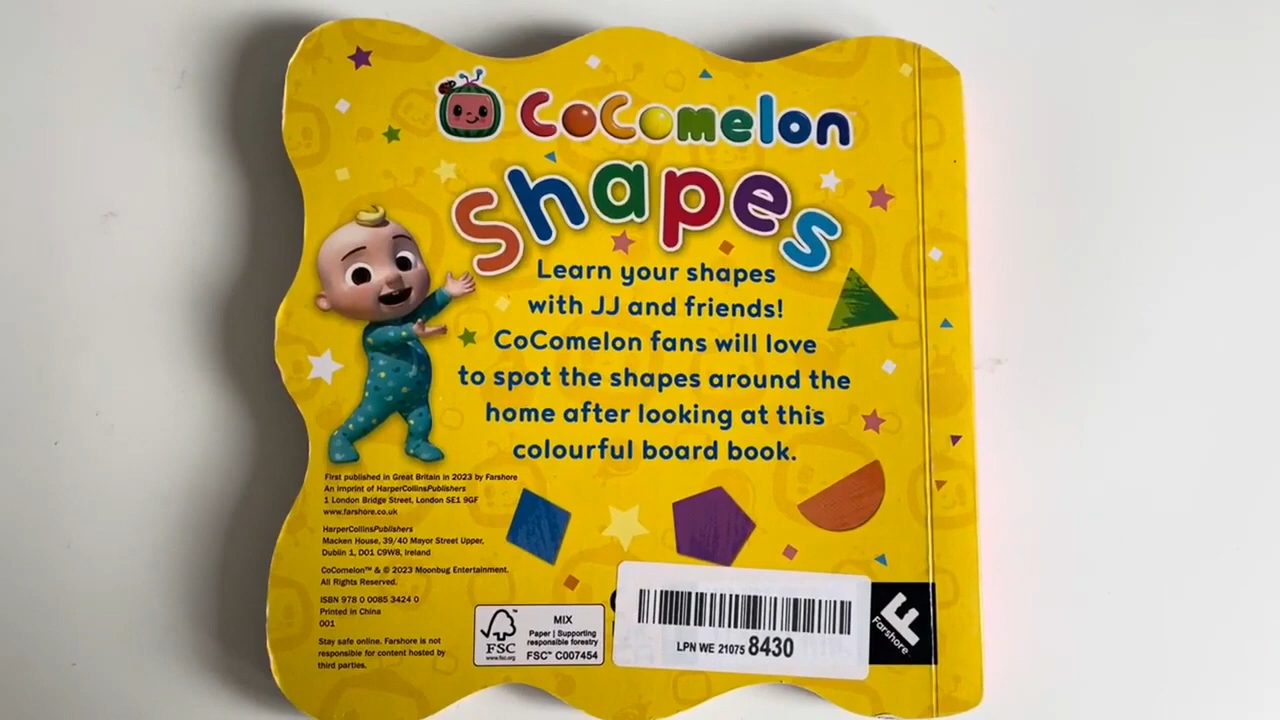 CoComelon
Shapes
Learn your shapes
with JJ and friends!
CoComelon fans will love
to spot the shapes around the
home after looking at this
colourful board book.
First published in Great Britain in 2023 by Farshore
An imprint of HarperCollinsPublishers
1 London Bridge Street, London SE1 9GF
www.farshore.co.uk
HarperCollinsPublishers
Macken House, 39/40 Mayor Street Upper,
Dublin 1, D01 C9W8, Ireland
CoComelon™ & © 2023 Moonbug Entertainment.
All Rights Reserved.
ISBN 978 0 0085 3424 0
Printed in China
001
Stay safe online. Farshore is not
responsible for content hosted by
third parties.
FSC™
www.fsc.org
MIX
Paper | Supporting
responsible forestry
FSC™ C007454
LPN WE 21075 8430
F
Farshore